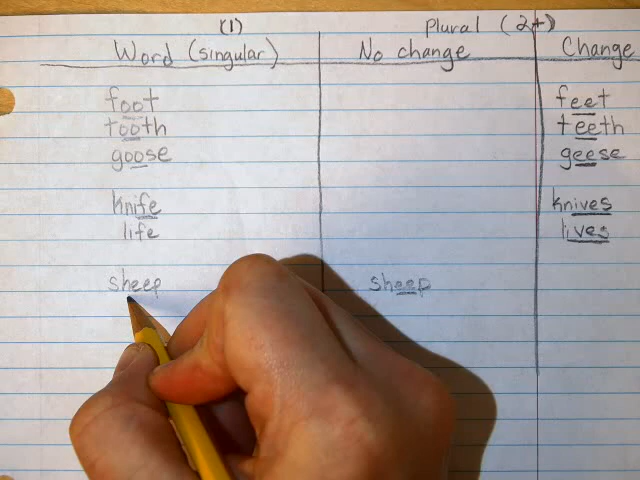 (1) Plural (2+)
Word (singular) No change Change
foot feet
tooth teeth
goose geese
knife knives
life lives
sheep sheep